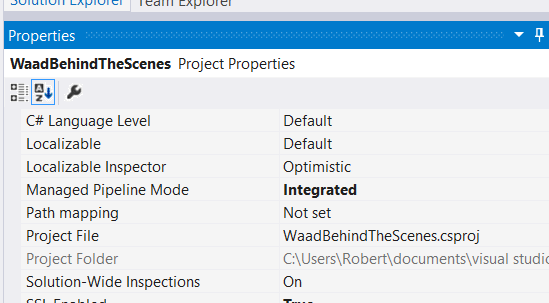 Solution Explorer Team Explorer
Properties
WaadBehindTheScenes Project Properties
C# Language Level Default
Localizable Default
Localizable Inspector Optimistic
Managed Pipeline Mode Integrated
Path mapping Not set
Project File WaadBehindTheScenes.csproj
Project Folder C:\Users\Robert\documents\visual studio
Solution-Wide Inspections On
SSL Enabled True